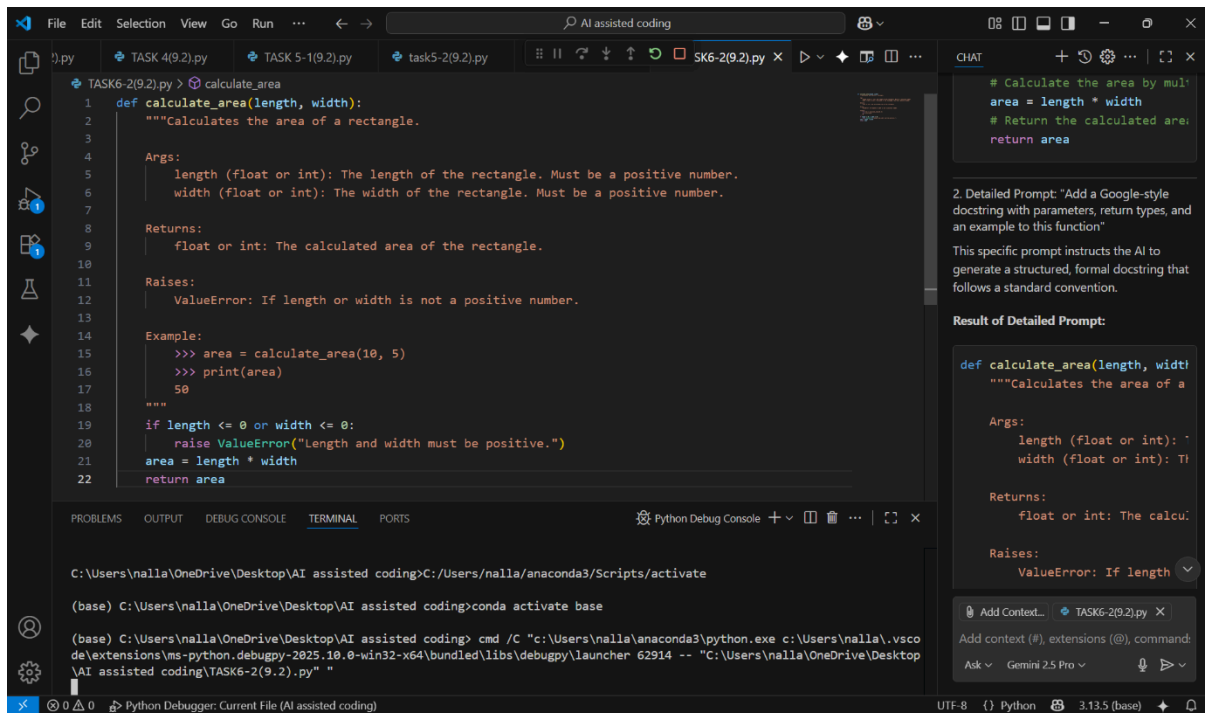 File Edit Selection View Go Run ··· AI assisted coding
?).py TASK 4(9.2).py TASK 5-1(9.2).py task5-2(9.2).py SK6-2(9.2).py
TASK6-2(9.2).py > calculate_area
1 def calculate_area(length, width):
2 """Calculates the area of a rectangle.
3
4 Args:
5 length (float or int): The length of the rectangle. Must be a positive number.
6 width (float or int): The width of the rectangle. Must be a positive number.
7
8 Returns:
9 float or int: The calculated area of the rectangle.
10
11 Raises:
12 ValueError: If length or width is not a positive number.
13
14 Example:
15 >>> area = calculate_area(10, 5)
16 >>> print(area)
17 50
18 """
19 if length <= 0 or width <= 0:
20 raise ValueError("Length and width must be positive.")
21 area = length * width
22 return area
PROBLEMS OUTPUT DEBUG CONSOLE TERMINAL PORTS
Python Debug Console
C:\Users\nalla\OneDrive\Desktop\AI assisted coding>C:/Users/nalla/anaconda3/Scripts/activate
(base) C:\Users\nalla\OneDrive\Desktop\AI assisted coding>conda activate base
(base) C:\Users\nalla\OneDrive\Desktop\AI assisted coding> cmd /C "c:\Users\nalla\anaconda3\python.exe c:\Users\nalla\.vsco
de\extensions\ms-python.debugpy-2025.10.0-win32-x64\bundled\libs\debugpy\launcher 62914 -- "C:\Users\nalla\OneDrive\Desktop
\AI assisted coding\TASK6-2(9.2).py" "
CHAT
# Calculate the area by mul
area = length * width
# Return the calculated area
return area
2. Detailed Prompt: "Add a Google-style
docstring with parameters, return types, and
an example to this function"
This specific prompt instructs the AI to
generate a structured, formal docstring that
follows a standard convention.
Result of Detailed Prompt:
def calculate_area(length, widt
"""Calculates the area of a
Args:
length (float or int):
width (float or int): Th
Returns:
float or int: The calcul
Raises:
ValueError: If length
Add Context... TASK6-2(9.2).py
Add context (#), extensions (@), command
Ask Gemini 2.5 Pro
0 0 Python Debugger: Current File (AI assisted coding)
UTF-8 {} Python 3.13.5 (base)